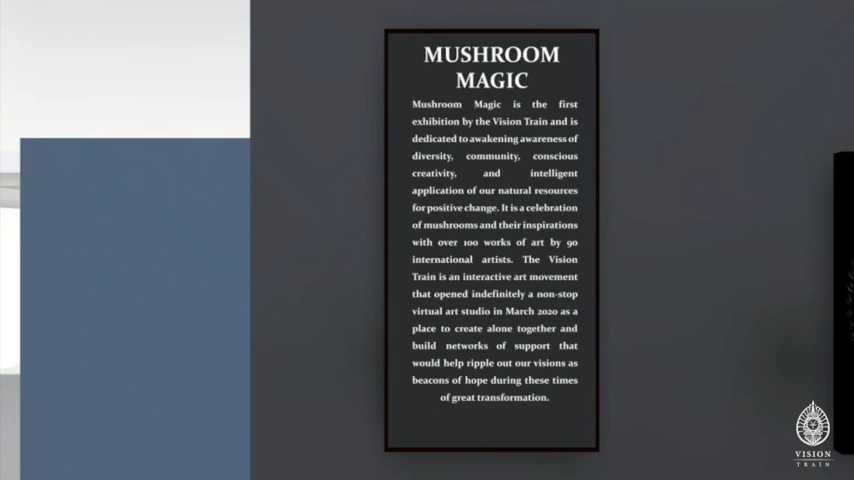 MUSHROOM
MAGIC
Mushroom Magic is the first
exhibition by the Vision Train and is
dedicated to awakening awareness of
diversity, community, conscious
creativity, and intelligent
application of our natural resources
for positive change. It is a celebration
of mushrooms and their inspirations
with over 100 works of art by 90
international artists. The Vision
Train is an interactive art movement
that opened indefinitely a non-stop
virtual art studio in March 2020 as a
place to create alone together and
build networks of support that
would help ripple out our visions as
beacons of hope during these times
of great transformation.
VISION
TRAIN